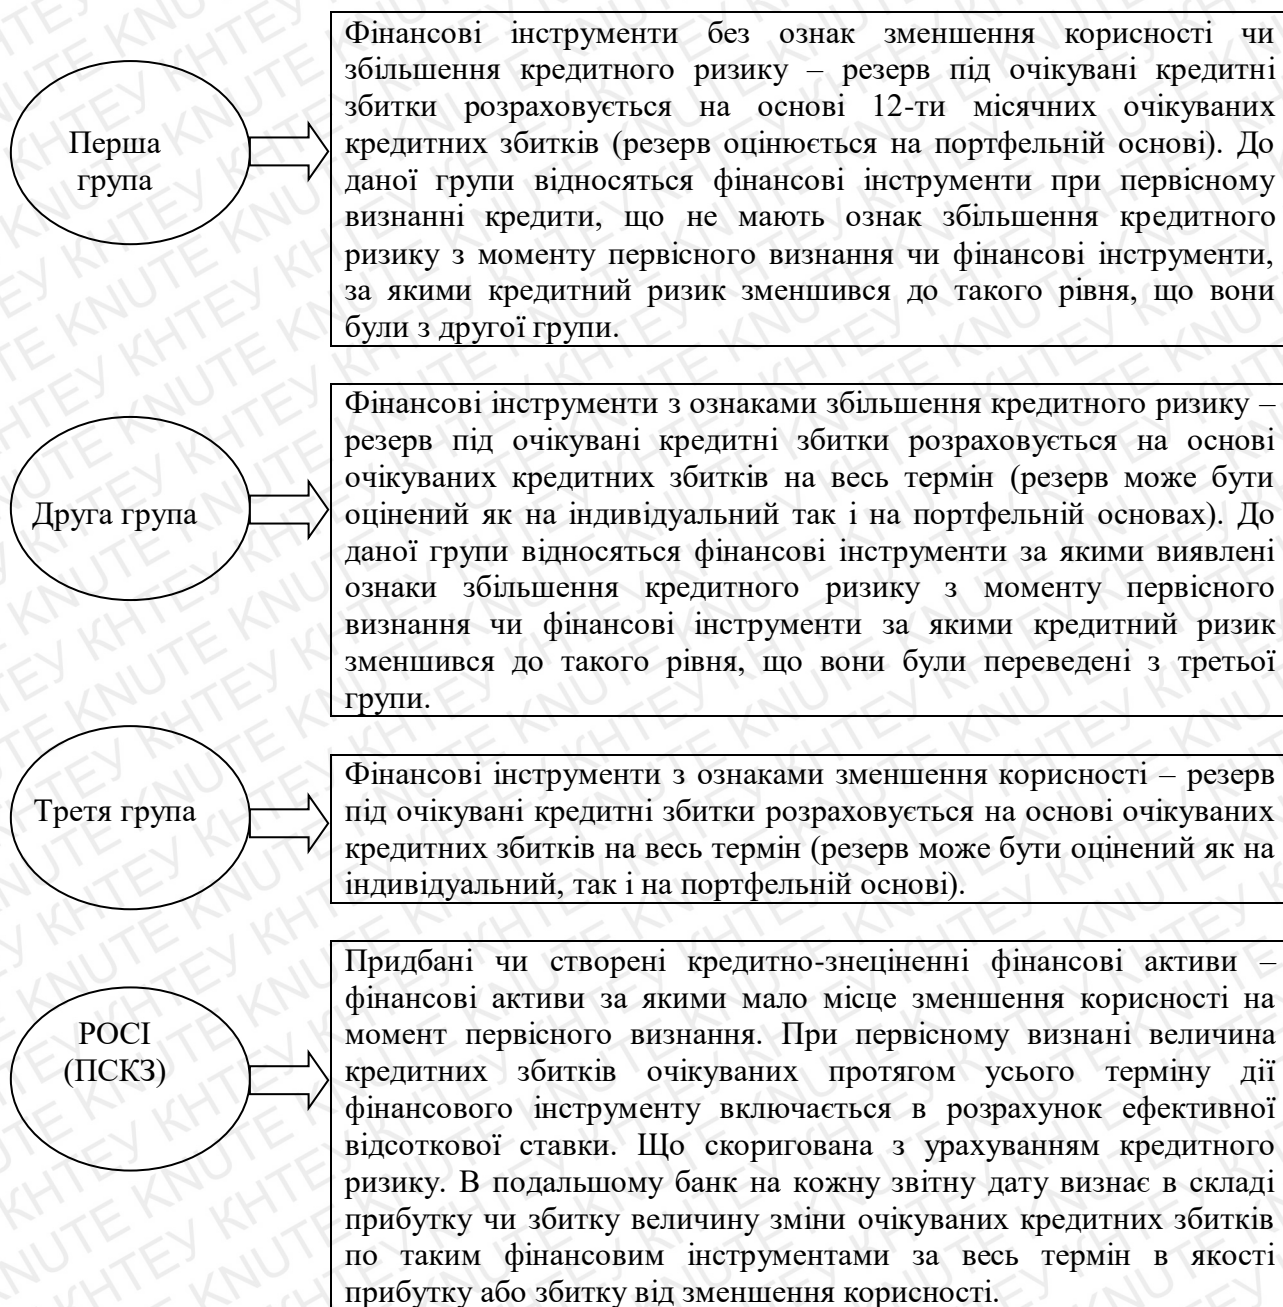 Перша
група
Фінансові інструменти без ознак зменшення корисності чи
збільшення кредитного ризику – резерв під очікувані кредитні
збитки розраховується на основі 12-ти місячних очікуваних
кредитних збитків (резерв оцінюється на портфельній основі). До
даної групи відносяться фінансові інструменти при первісному
визнанні кредити, що не мають ознак збільшення кредитного
ризику з моменту первісного визнання чи фінансові інструменти,
за якими кредитний ризик зменшився до такого рівня, що вони
були з другої групи.
Друга група
Фінансові інструменти з ознаками збільшення кредитного ризику –
резерв під очікувані кредитні збитки розраховується на основі
очікуваних кредитних збитків на весь термін (резерв може бути
оцінений як на індивідуальний так і на портфельній основах). До
даної групи відносяться фінансові інструменти за якими виявлені
ознаки збільшення кредитного ризику з моменту первісного
визнання чи фінансові інструменти за якими кредитний ризик
зменшився до такого рівня, що вони були переведені з третьої
групи.
Третя група
Фінансові інструменти з ознаками зменшення корисності – резерв
під очікувані кредитні збитки розраховується на основі очікуваних
кредитних збитків на весь термін (резерв може бути оцінений як на
індивідуальний, так і на портфельній основі).
POCI
(ПСКЗ)
Придбані чи створені кредитно-знеціненні фінансові активи –
фінансові активи за якими мало місце зменшення корисності на
момент первісного визнання. При первісному визнані величина
кредитних збитків очікуваних протягом усього терміну дії
фінансового інструменту включається в розрахунок ефективної
відсоткової ставки. Що скоригована з урахуванням кредитного
ризику. В подальшому банк на кожну звітну дату визнає в складі
прибутку чи збитку величину зміни очікуваних кредитних збитків
по таким фінансовим інструментами за весь термін в якості
прибутку або збитку від зменшення корисності.